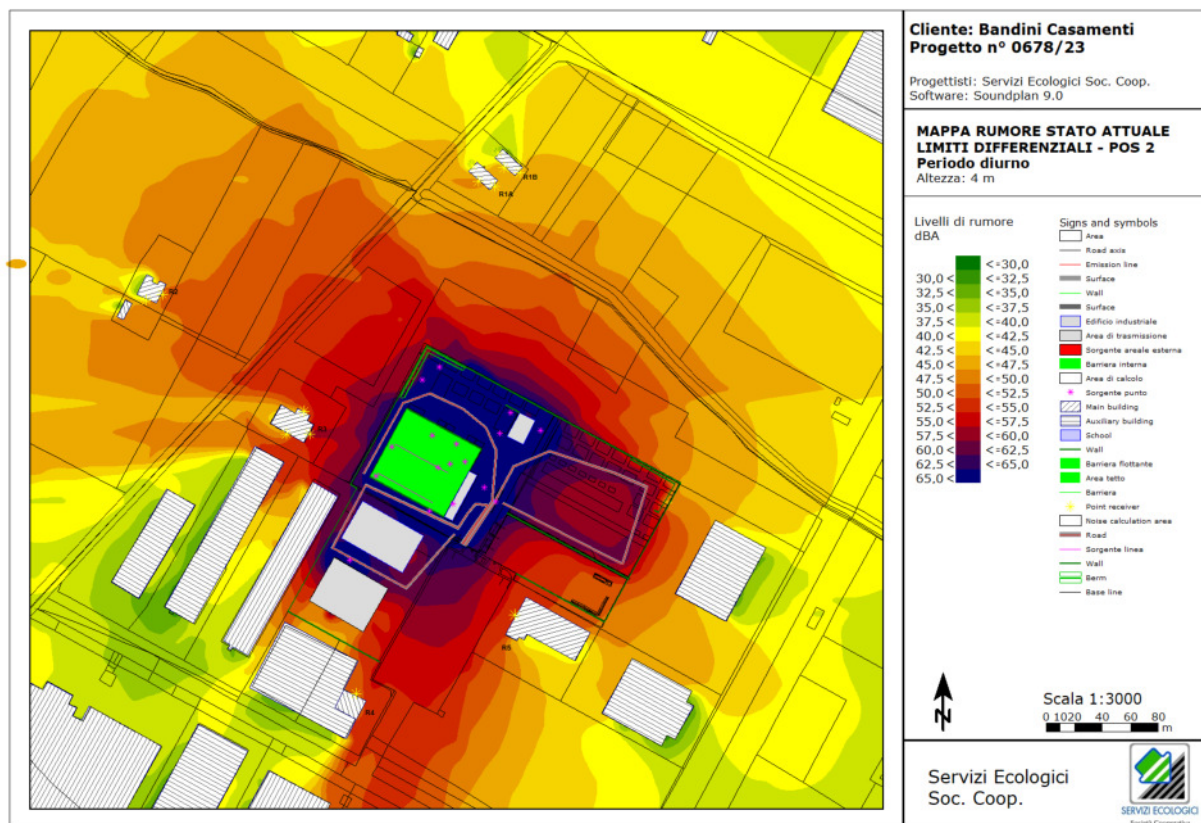 Cliente: Bandini Casamenti
Progetto n° 0678/23
Progettisti: Servizi Ecologici Soc. Coop.
Software: Soundplan 9.0
MAPPA RUMORE STATO ATTUALE
LIMITI DIFFERENZIALI - POS 2
Periodo diurno
Altezza: 4 m
Livelli di rumore
dBA
<=30,0
30,0 < <=32,5
32,5 < <=35,0
35,0 < <=37,5
37,5 < <=40,0
40,0 < <=42,5
42,5 < <=45,0
45,0 < <=47,5
47,5 < <=50,0
50,0 < <=52,5
52,5 < <=55,0
55,0 < <=57,5
57,5 < <=60,0
60,0 < <=62,5
62,5 < <=65,0
65,0 <
Signs and symbols
Area
Road axis
Emission line
Surface
Wall
Surface
Edificio industriale
Area di trasmissione
Sorgente areale esterna
Barriera interna
Area di calcolo
Sorgente punto
Main building
Auxiliary building
School
Wall
Barriera flottante
Area tetto
Barriera
Point receiver
Noise calculation area
Road
Sorgente linea
Wall
Berm
Base line
R1B
R1A
R2
R3
R5
R4
N
Scala 1:3000
0 1020 40 60 80
m
Servizi Ecologici
Soc. Coop.
SERVIZI ECOLOGICI
Società Cooperativa